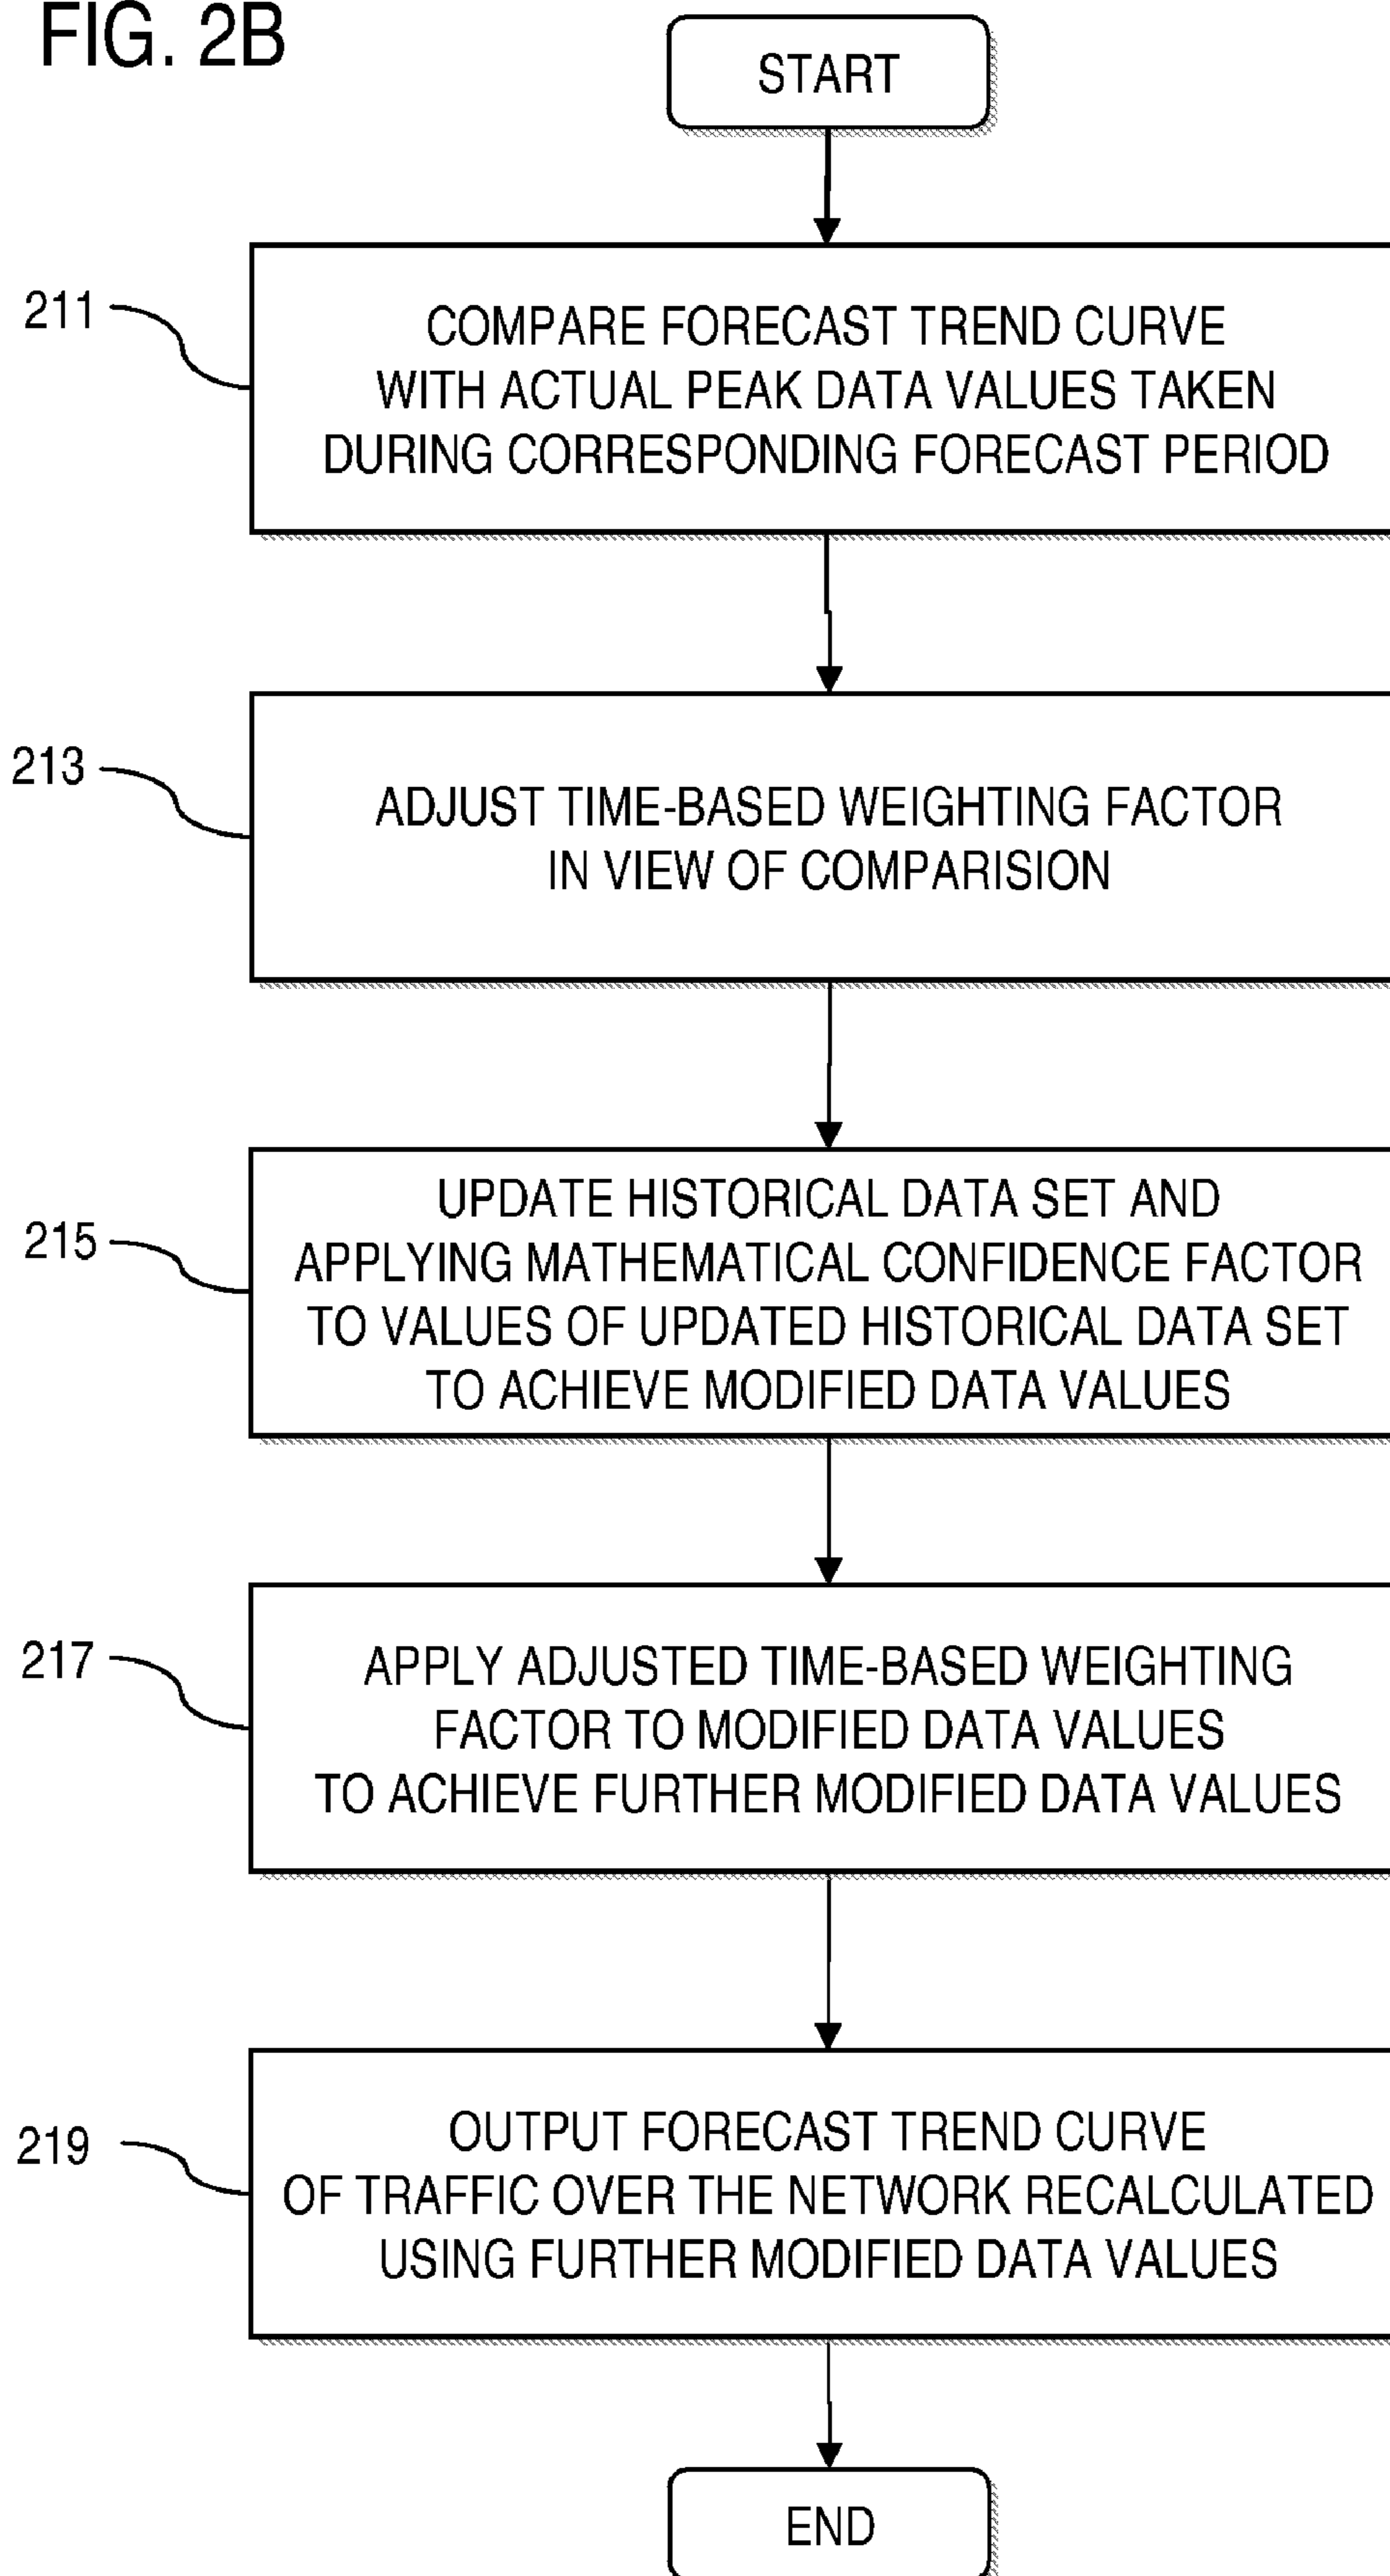 FIG. 2B
START
211
COMPARE FORECAST TREND CURVE
WITH ACTUAL PEAK DATA VALUES TAKEN
DURING CORRESPONDING FORECAST PERIOD
213
ADJUST TIME-BASED WEIGHTING FACTOR
IN VIEW OF COMPARISION
215
UPDATE HISTORICAL DATA SET AND
APPLYING MATHEMATICAL CONFIDENCE FACTOR
TO VALUES OF UPDATED HISTORICAL DATA SET
TO ACHIEVE MODIFIED DATA VALUES
217
APPLY ADJUSTED TIME-BASED WEIGHTING
FACTOR TO MODIFIED DATA VALUES
TO ACHIEVE FURTHER MODIFIED DATA VALUES
219
OUTPUT FORECAST TREND CURVE
OF TRAFFIC OVER THE NETWORK RECALCULATED
USING FURTHER MODIFIED DATA VALUES
END